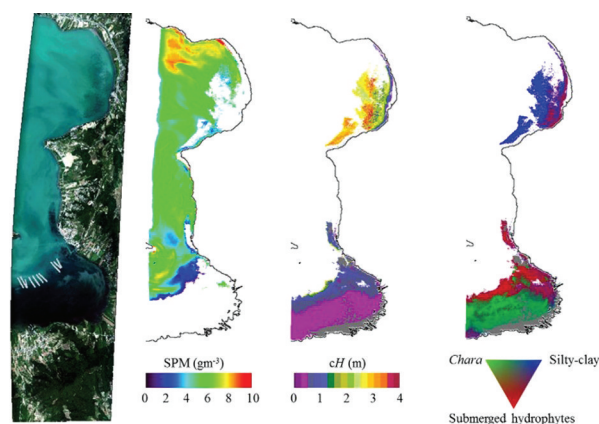 SPM (gm-3)
0 2 4 6 8 10
cH (m)
0 1 2 3 4
Chara
Silty-clay
Submerged hydrophytes